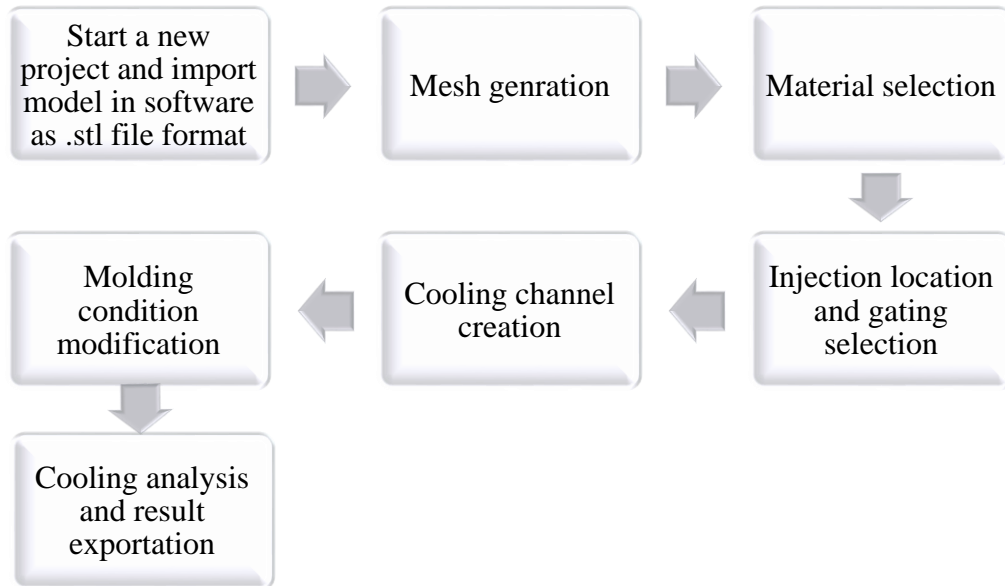 Start a new
project and import
model in software
as .stl file format
Mesh genration
Material selection
Injection location
and gating
selection
Cooling channel
creation
Molding
condition
modification
Cooling analysis
and result
exportation